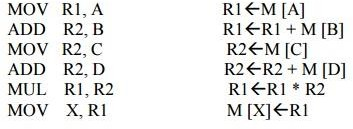 MOV R1, A R1🡨M [A]
ADD R2, B R1🡨R1 + M [B]
MOV R2, C R2🡨M [C]
ADD R2, D R2🡨R2 + M [D]
MUL R1, R2 R1🡨R1 * R2
MOV X, R1 M [X]🡨R1